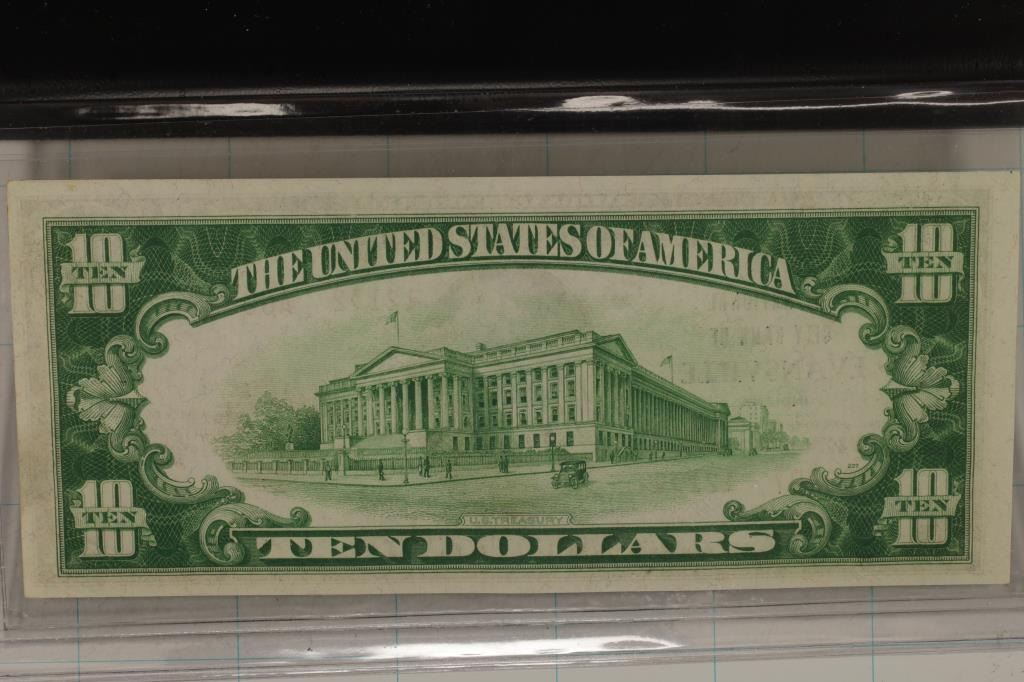 10 TEN 10
THE UNITED STATES OF AMERICA
10 TEN 10
10 TEN 10
U.S. TREASURY
TEN DOLLARS
10 TEN 10